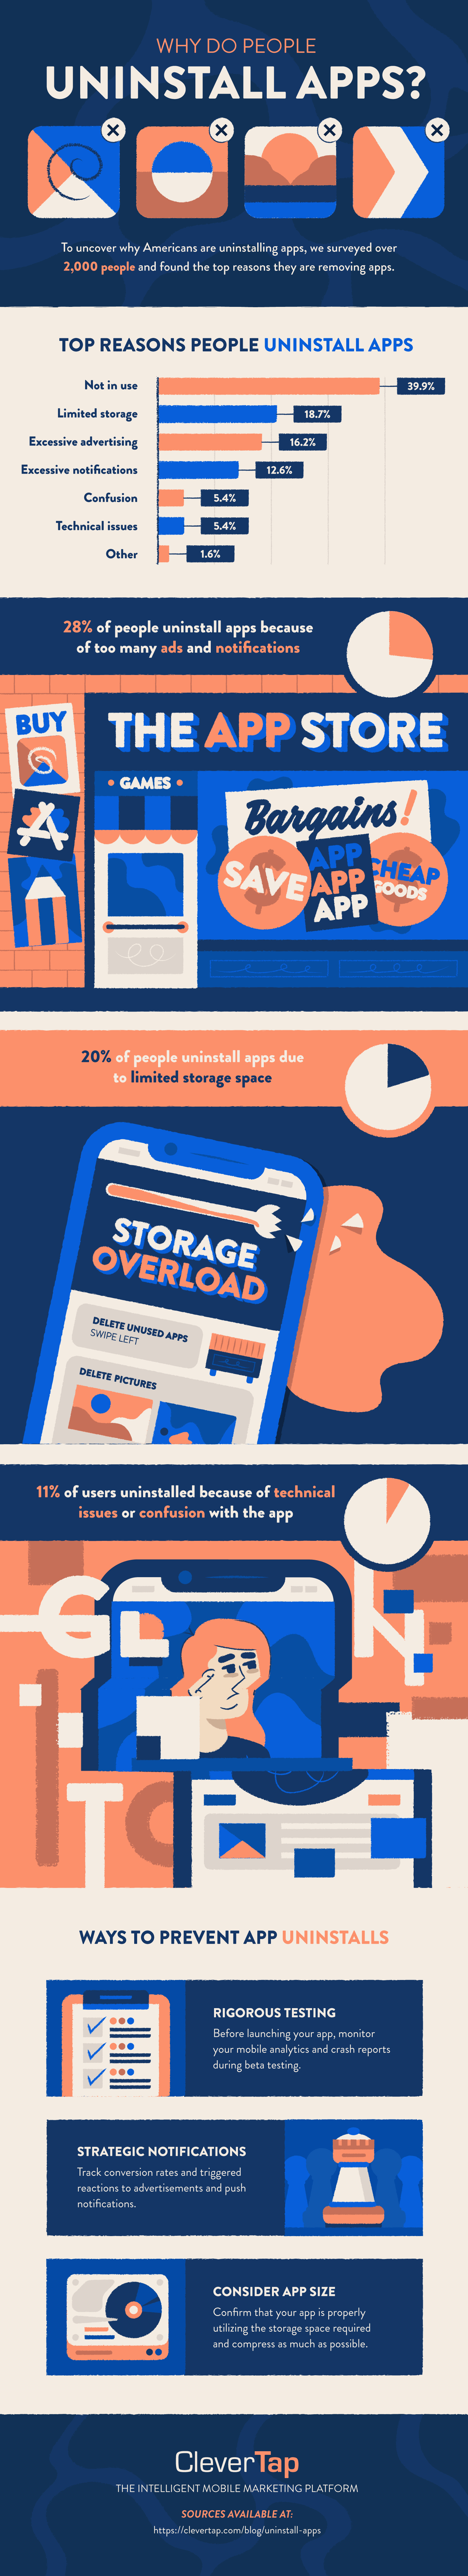 WHY DO PEOPLE
UNINSTALL APPS?
To uncover why Americans are uninstalling apps, we surveyed over
2,000 people and found the top reasons they are removing apps.
TOP REASONS PEOPLE UNINSTALL APPS
Not in use 39.9%
Limited storage 18.7%
Excessive advertising 16.2%
Excessive notifications 12.6%
Confusion 5.4%
Technical issues 5.4%
Other 1.6%
28% of people uninstall apps because
of too many ads and notifications
BUY
THE APP STORE
GAMES
Bargains!
SAVE
APP
APP
APP
CHEAP
GOODS
20% of people uninstall apps due
to limited storage space
STORAGE
OVERLOAD
DELETE UNUSED APPS
SWIPE LEFT
DELETE PICTURES
11% of users uninstalled because of technical
issues or confusion with the app
WAYS TO PREVENT APP UNINSTALLS
RIGOROUS TESTING
Before launching your app, monitor
your mobile analytics and crash reports
during beta testing.
STRATEGIC NOTIFICATIONS
Track conversion rates and triggered
reactions to advertisements and push
notifications.
CONSIDER APP SIZE
Confirm that your app is properly
utilizing the storage space required
and compress as much as possible.
CleverTap
THE INTELLIGENT MOBILE MARKETING PLATFORM
SOURCES AVAILABLE AT:
https://clevertap.com/blog/uninstall-apps